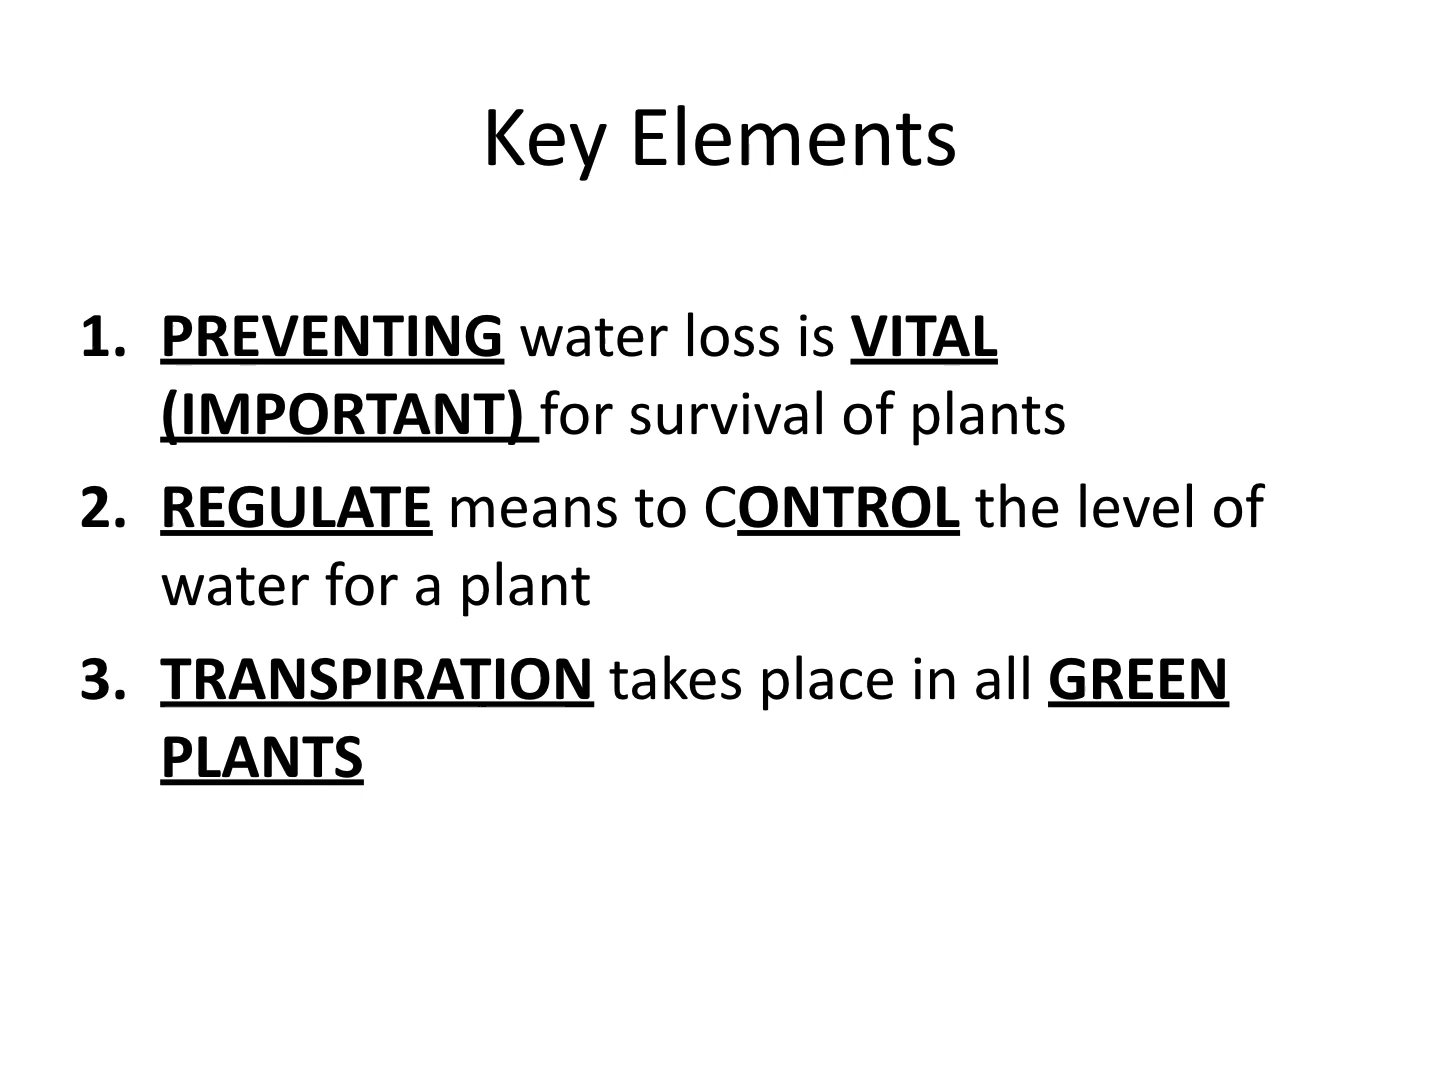 Key Elements
1. PREVENTING water loss is VITAL
(IMPORTANT) for survival of plants
2. REGULATE means to CONTROL the level of
water for a plant
3. TRANSPIRATION takes place in all GREEN
PLANTS